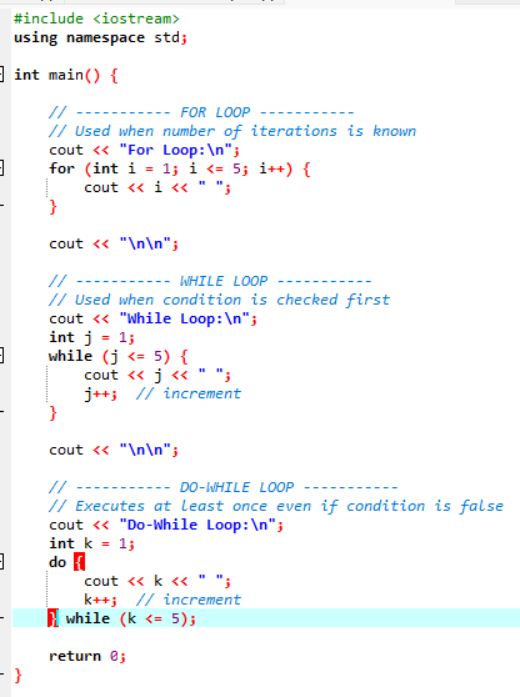 #include <iostream>
using namespace std;
int main() {
// ----------- FOR LOOP -----------
// Used when number of iterations is known
cout << "For Loop:\n";
for (int i = 1; i <= 5; i++) {
cout << i << " ";
}
cout << "\n\n";
// ----------- WHILE LOOP -----------
// Used when condition is checked first
cout << "While Loop:\n";
int j = 1;
while (j <= 5) {
cout << j << " ";
j++;  // increment
}
cout << "\n\n";
// ----------- DO-WHILE LOOP -----------
// Executes at least once even if condition is false
cout << "Do-While Loop:\n";
int k = 1;
do {
cout << k << " ";
k++;  // increment
} while (k <= 5);
return 0;
}